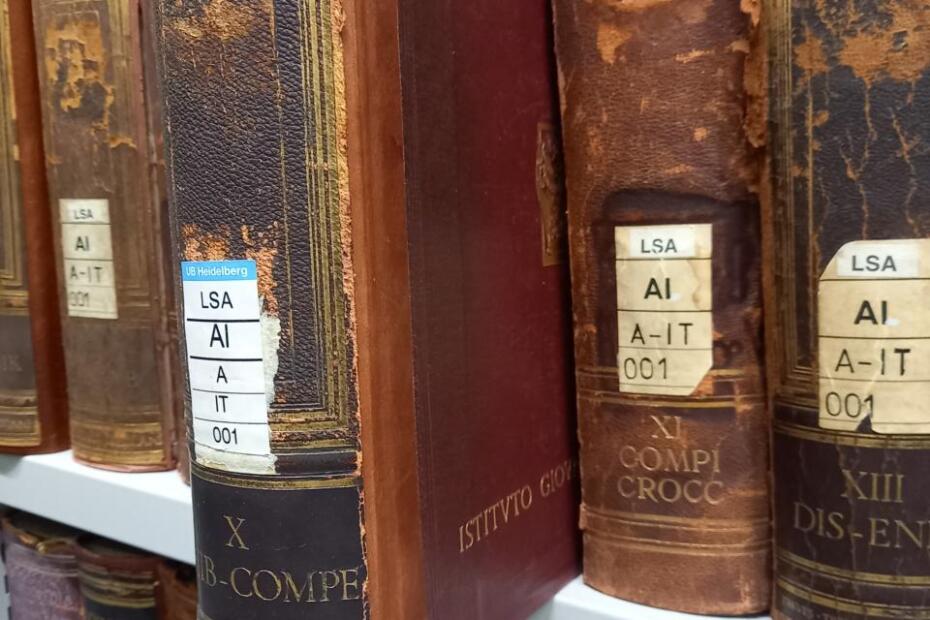 LSA
AI
A-IT
001
UB Heidelberg
LSA
AI
A
IT
001
X
IB-COMPE
ISTITVTO GIOV
LSA
AI
A-IT
001
XI
COMPI
CROCC
LSA
AI
A-IT
001
XIII
DIS-EN